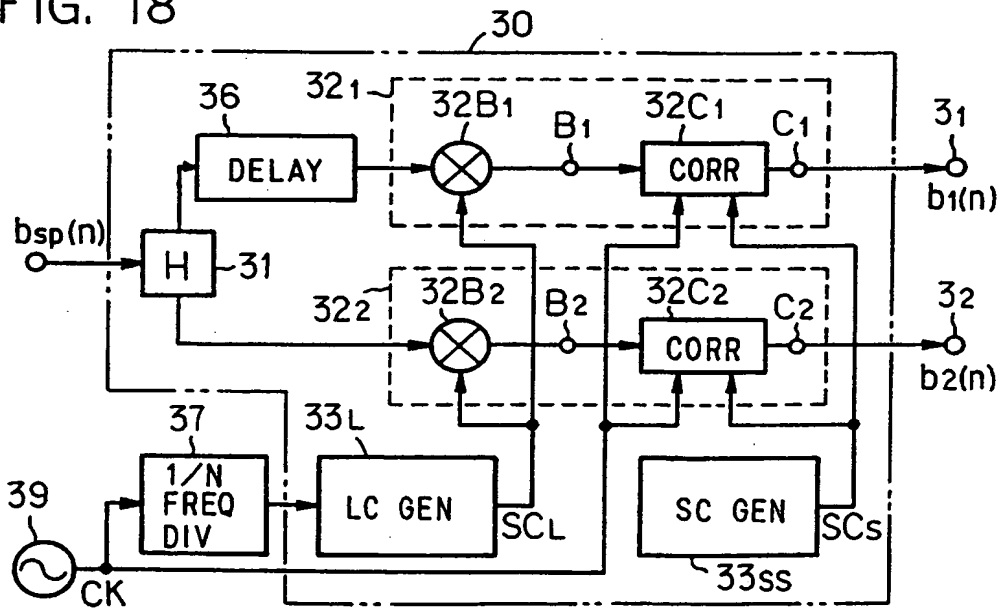 FIG. 18
30
36
32₁
32B₁
B₁
32C₁
C₁
3₁
DELAY
CORR
b₁(n)
bsp(n)
H
31
32₂
32B₂
B₂
32C₂
C₂
3₂
CORR
b₂(n)
37
33L
39
1/N
FREQ
DIV
LC GEN
SCL
SC GEN
SCs
CK
33ss